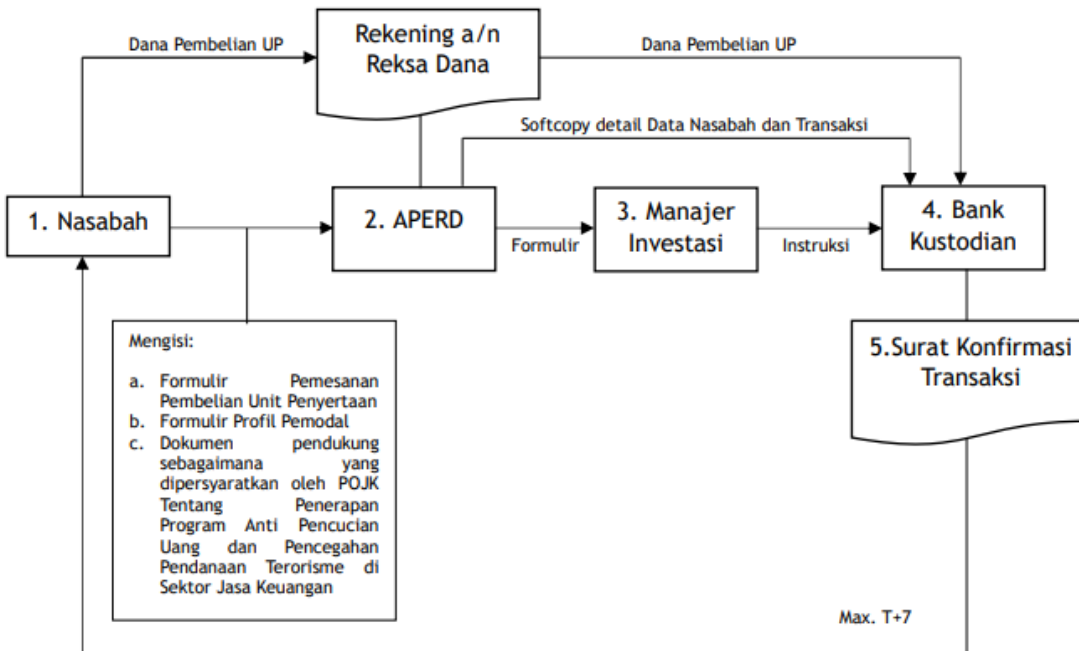 Dana Pembelian UP
Rekening a/n
Reksa Dana
Dana Pembelian UP
Softcopy detail Data Nasabah dan Transaksi
1. Nasabah
2. APERD
Formulir
3. Manajer
Investasi
Instruksi
4. Bank
Kustodian
Mengisi:
a. Formulir Pemesanan
Pembelian Unit Penyertaan
b. Formulir Profil Pemodal
c. Dokumen pendukung
sebagaimana yang
dipersyaratkan oleh POJK
Tentang Penerapan
Program Anti Pencucian
Uang dan Pencegahan
Pendanaan Terorisme di
Sektor Jasa Keuangan
5.Surat Konfirmasi
Transaksi
Max. T+7